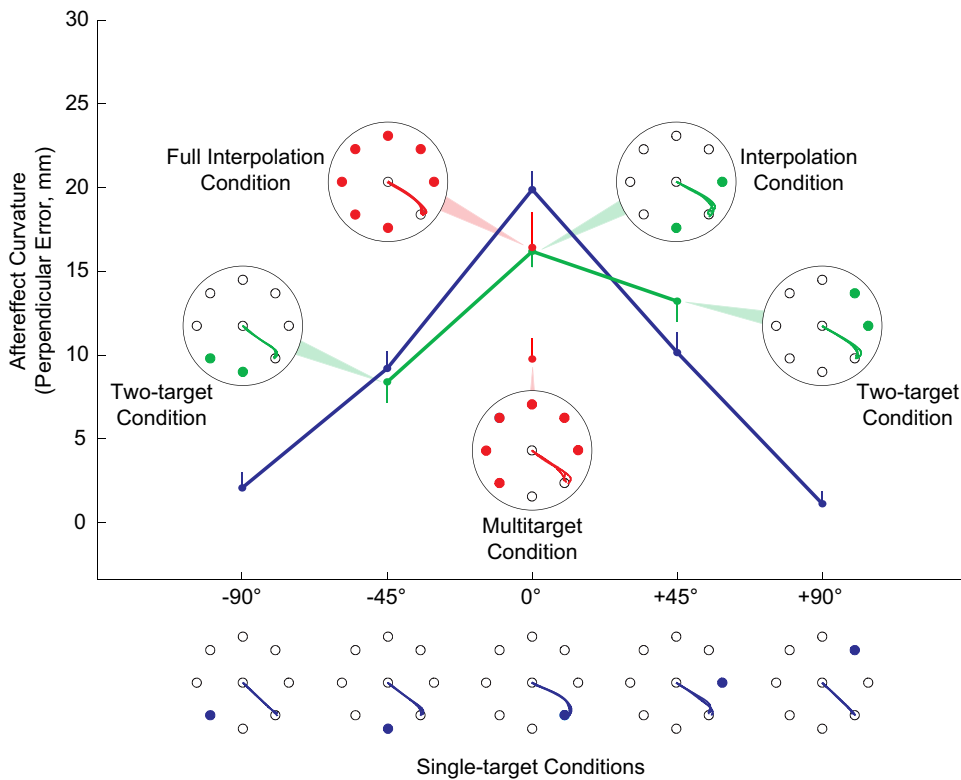 30
25
20
15
10
5
0
Aftereffect Curvature
(Perpendicular Error, mm)
Full Interpolation
Condition
Interpolation
Condition
Two-target
Condition
Two-target
Condition
Multitarget
Condition
-90°
-45°
0°
+45°
+90°
Single-target Conditions